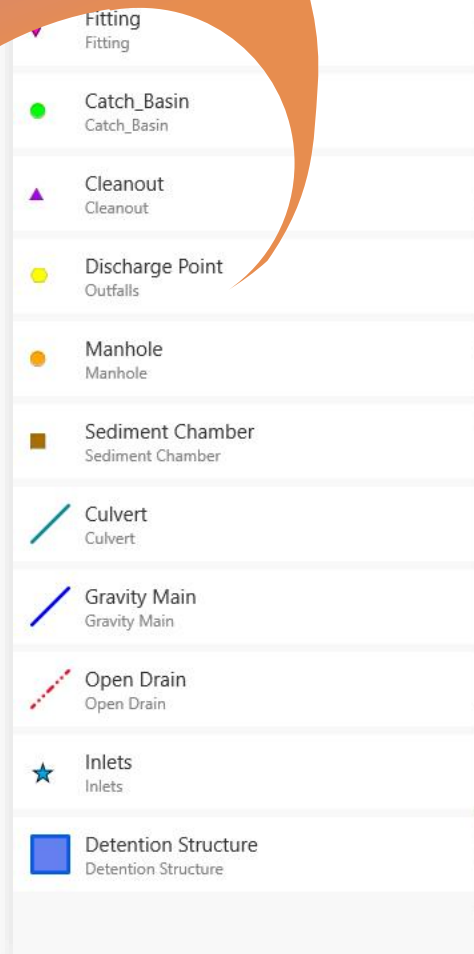 Fitting
Fitting
Catch_Basin
Catch_Basin
Cleanout
Cleanout
Discharge Point
Outfalls
Manhole
Manhole
Sediment Chamber
Sediment Chamber
Culvert
Culvert
Gravity Main
Gravity Main
Open Drain
Open Drain
Inlets
Inlets
Detention Structure
Detention Structure